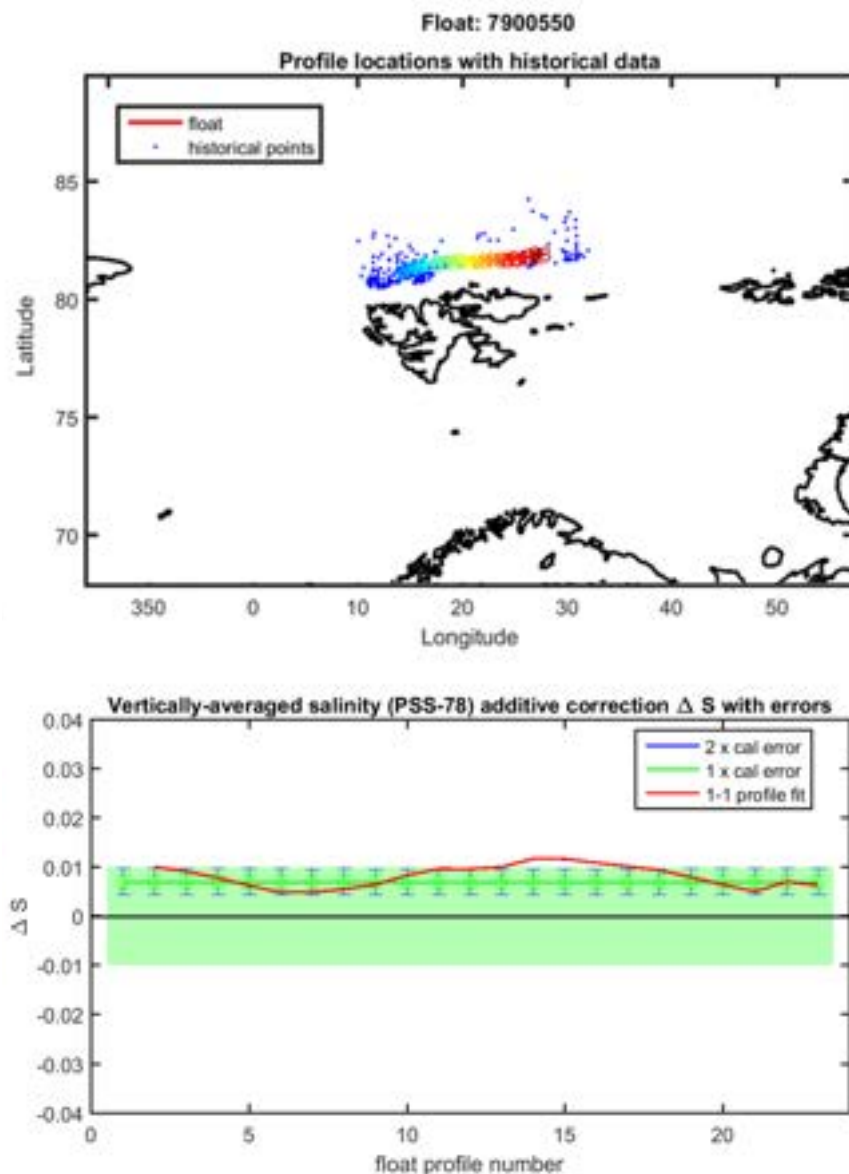 Float: 7900550
Profile locations with historical data
float
historical points
85
80
75
70
Latitude
350 0 10 20 30 40 50
Longitude
Vertically-averaged salinity (PSS-78) additive correction Δ S with errors
2 x cal error
1 x cal error
1-1 profile fit
0.04
0.03
0.02
0.01
0
-0.01
-0.02
-0.03
-0.04
Δ S
0 5 10 15 20
float profile number